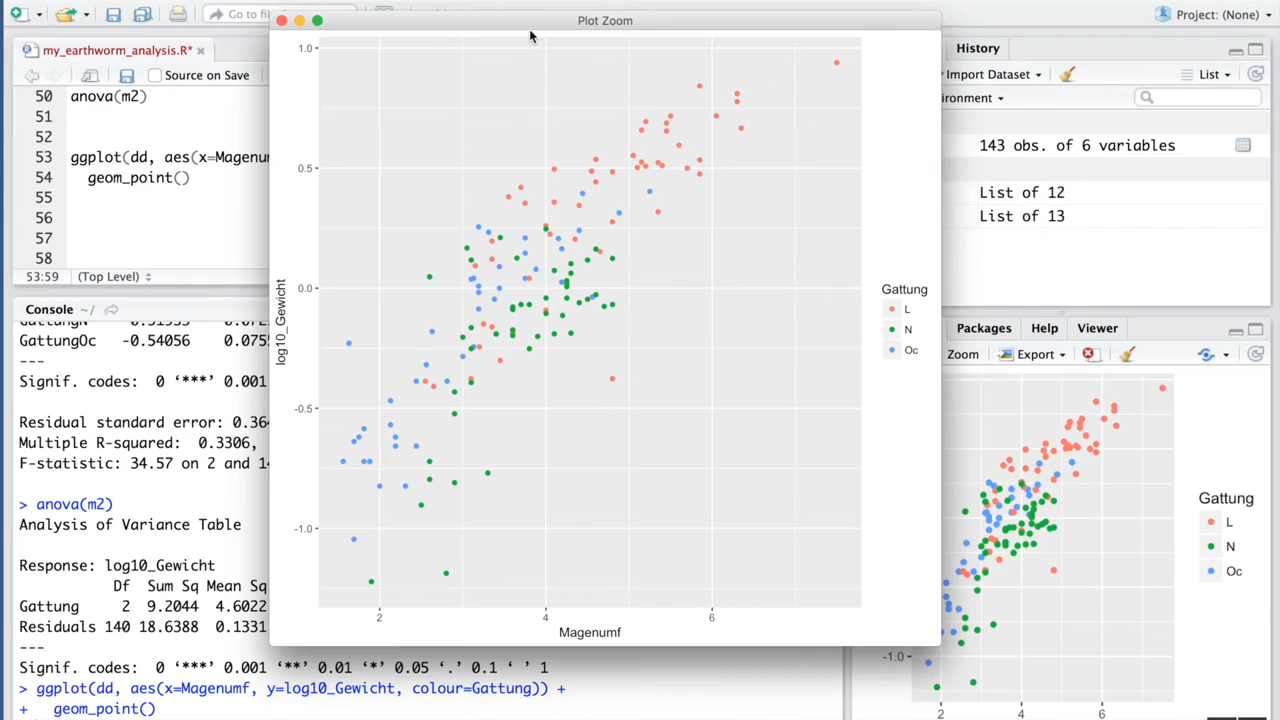 Go to fi
Project: (None)
Plot Zoom
my_earthworm_analysis.R*
Source on Save
50 anova(m2)
51
52
53 ggplot(dd, aes(x=Magenum
54 geom_point()
55
56
57
58
53:59 (Top Level)
History
Import Dataset
List
ironment
143 obs. of 6 variables
List of 12
List of 13
Console ~/
GattungOc -0.54056
---
Signif. codes: 0 ‘***’ 0.001
Residual standard error: 0.36
Multiple R-squared: 0.3306,
F-statistic: 34.57 on 2 and 1
> anova(m2)
Analysis of Variance Table
Response: log10_Gewicht
Df Sum Sq Mean Sq
Gattung 2 9.2044 4.6022
Residuals 140 18.6388 0.1331
---
Signif. codes: 0 ‘***’ 0.001 ‘**’ 0.01 ‘*’ 0.05 ‘.’ 0.1 ‘ ’ 1
> ggplot(dd, aes(x=Magenumf, y=log10_Gewicht, colour=Gattung)) +
+ geom_point()
1.0
0.5
0.0
-0.5
-1.0
log10_Gewicht
2 4 6
Magenumf
Gattung
L
N
Oc
Packages Help Viewer
Zoom Export
Gattung
L
N
Oc
-1.0
2 4 6